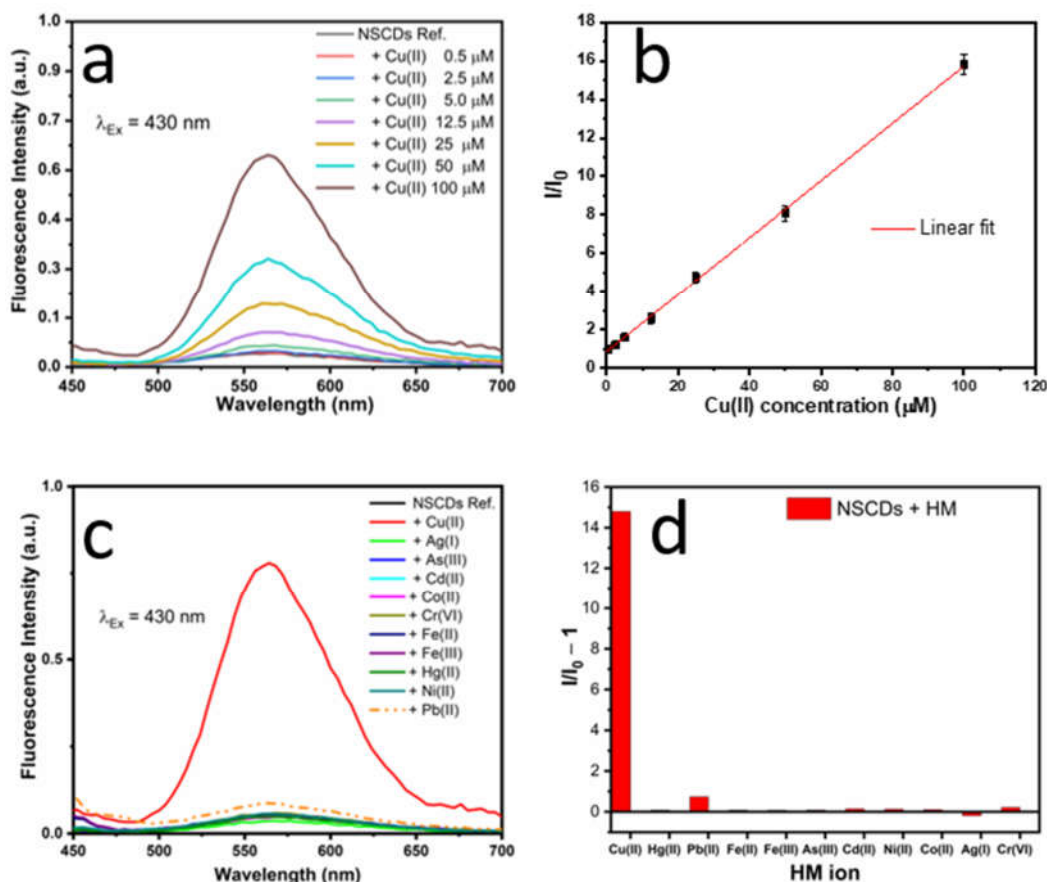 a
Fluorescence Intensity (a.u.)
1.0
0.8
0.7
0.6
0.4
0.3
0.1
0.0
λEx = 430 nm
NSCDs Ref.
+ Cu(II) 0.5 µM
+ Cu(II) 2.5 µM
+ Cu(II) 5.0 µM
+ Cu(II) 12.5 µM
+ Cu(II) 25 µM
+ Cu(II) 50 µM
+ Cu(II) 100 µM
450 500 550 600 650 700
Wavelength (nm)
b
I/I0
18
16
14
12
10
8
6
4
2
0
Linear fit
0 20 40 60 80 100 120
Cu(II) concentration (µM)
c
Fluorescence Intensity (a.u.)
1.0
0.5
0.0
λEx = 430 nm
NSCDs Ref.
+ Cu(II)
+ Ag(I)
+ As(III)
+ Cd(II)
+ Co(II)
+ Cr(VI)
+ Fe(II)
+ Fe(III)
+ Hg(II)
+ Ni(II)
+ Pb(II)
450 500 550 600 650 700
Wavelength (nm)
d
I/I0 − 1
16
14
12
10
8
6
4
2
0
NSCDs + HM
Cu(II) Hg(II) Pb(II) Fe(II) Fe(III) As(III) Cd(II) Ni(II) Co(II) Ag(I) Cr(VI)
HM ion